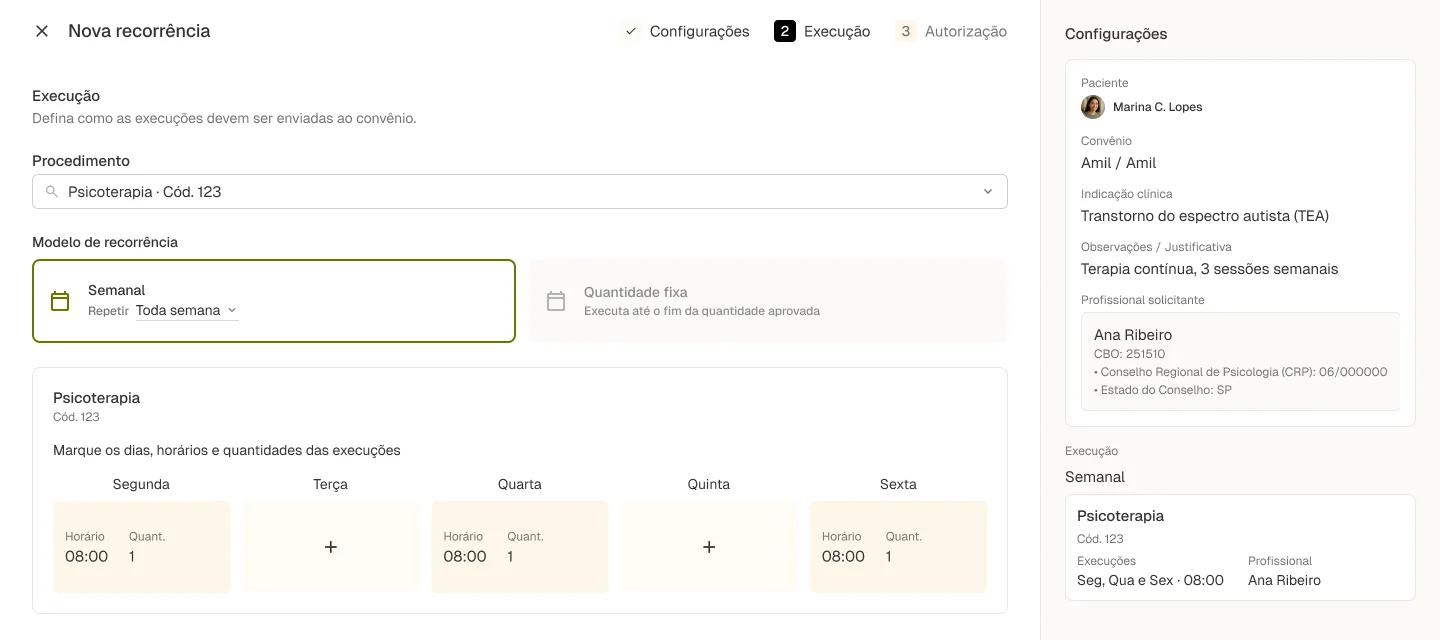 Nova recorrência
Configurações
2 Execução
3 Autorização
Execução
Defina como as execuções devem ser enviadas ao convênio.
Procedimento
Psicoterapia · Cód. 123
Modelo de recorrência
Semanal
Repetir Toda semana
Quantidade fixa
Executa até o fim da quantidade aprovada
Psicoterapia
Cód. 123
Marque os dias, horários e quantidades das execuções
Segunda Terça Quarta Quinta Sexta
Horário Quant. Horário Quant. Horário Quant.
08:00 1 + 08:00 1 + 08:00 1
Configurações
Paciente
Marina C. Lopes
Convênio
Amil / Amil
Indicação clínica
Transtorno do espectro autista (TEA)
Observações / Justificativa
Terapia contínua, 3 sessões semanais
Profissional solicitante
Ana Ribeiro
CBO: 251510
• Conselho Regional de Psicologia (CRP): 06/000000
• Estado do Conselho: SP
Execução
Semanal
Psicoterapia
Cód. 123
Execuções Profissional
Seg, Qua e Sex · 08:00 Ana Ribeiro